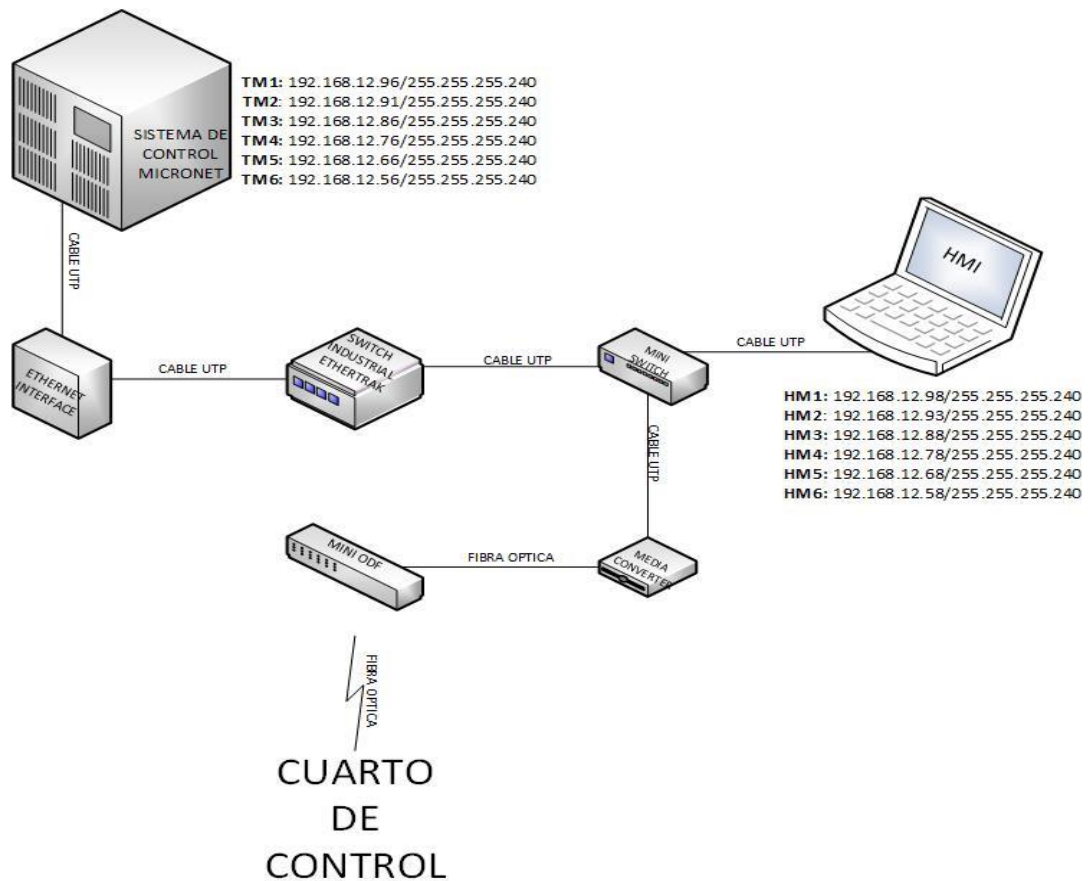 SISTEMA DE
CONTROL
MICRONET
TM1: 192.168.12.96/255.255.255.240
TM2: 192.168.12.91/255.255.255.240
TM3: 192.168.12.86/255.255.255.240
TM4: 192.168.12.76/255.255.255.240
TM5: 192.168.12.66/255.255.255.240
TM6: 192.168.12.56/255.255.255.240
CABLE UTP
ETHERNET
INTERFACE
CABLE UTP
SWITCH
INDUSTRIAL
ETHERTRAK
CABLE UTP
MINI
SWITCH
CABLE UTP
HMI
HM1: 192.168.12.98/255.255.255.240
HM2: 192.168.12.93/255.255.255.240
HM3: 192.168.12.88/255.255.255.240
HM4: 192.168.12.78/255.255.255.240
HM5: 192.168.12.68/255.255.255.240
HM6: 192.168.12.58/255.255.255.240
CABLE UTP
MINI ODF
FIBRA OPTICA
MEDIA
CONVERTER
FIBRA OPTICA
CUARTO
DE
CONTROL